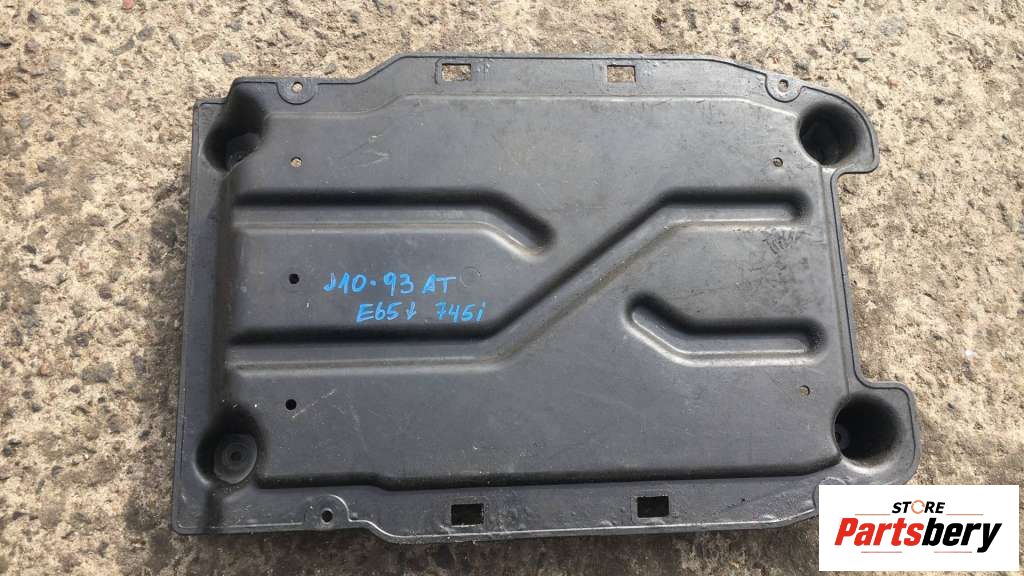 J10-93 AT
E65↓ 745i
STORE
Partsbery